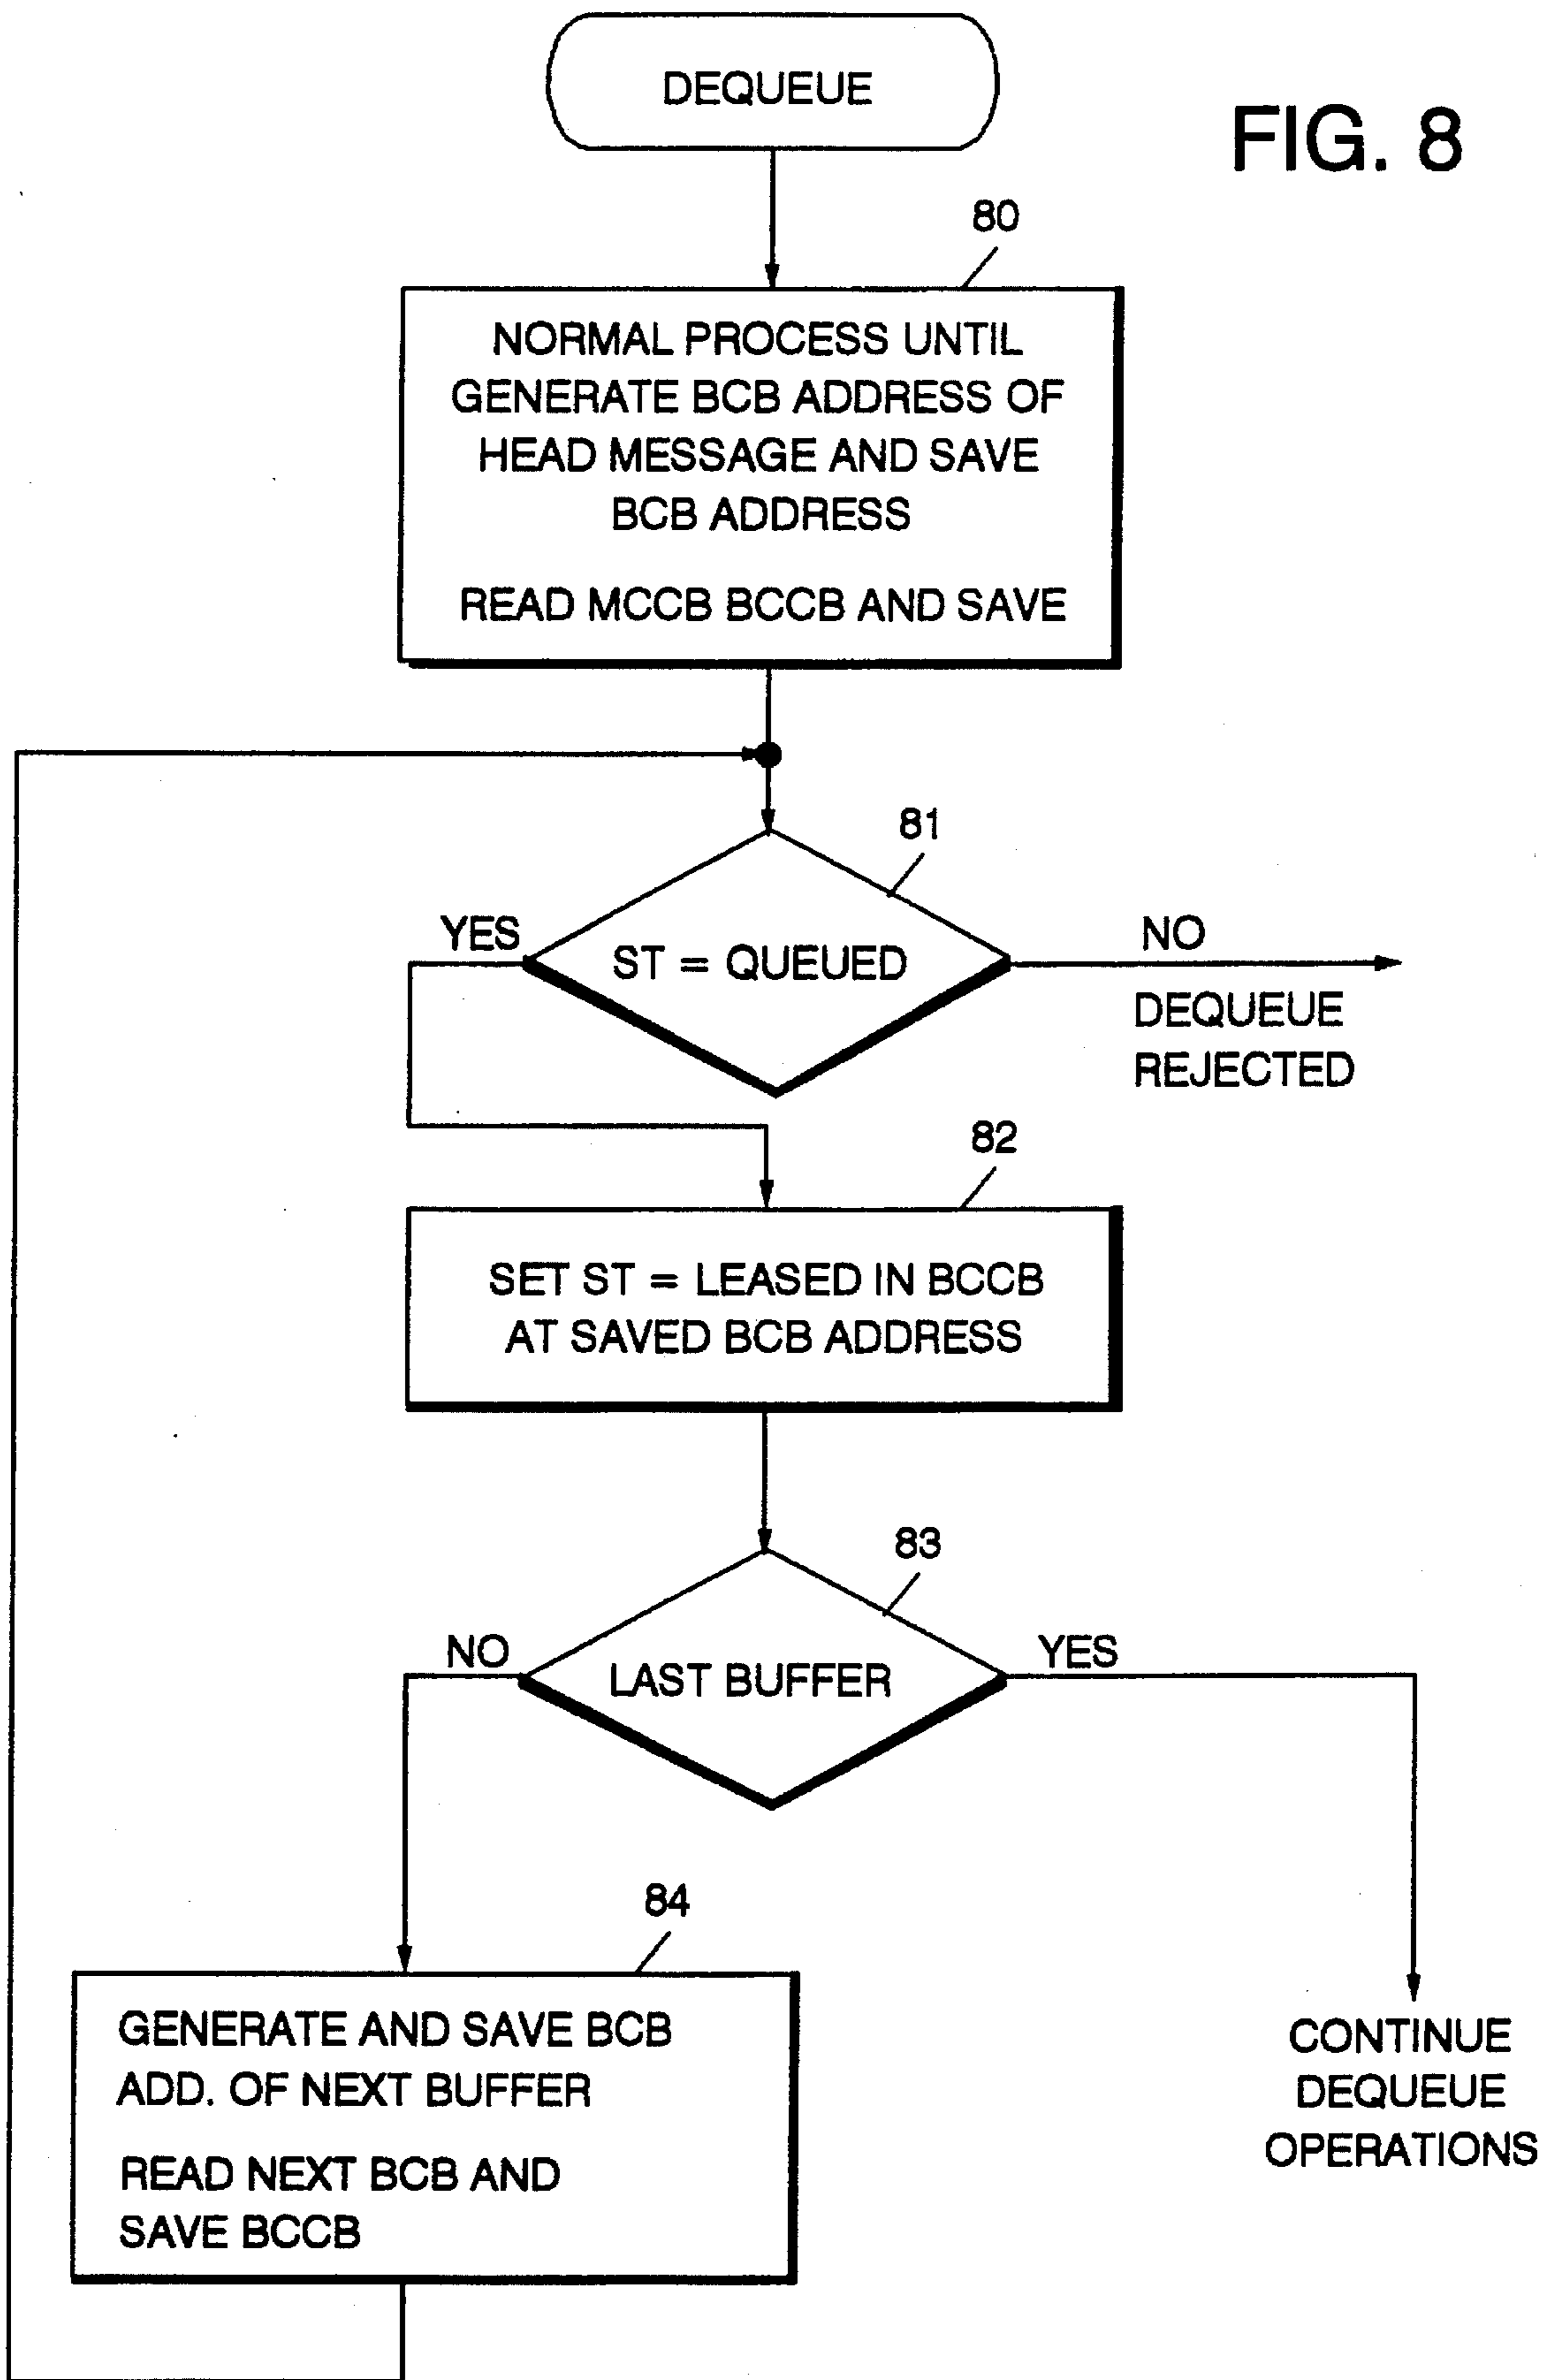 DEQUEUE
FIG. 8
80
NORMAL PROCESS UNTIL
GENERATE BCB ADDRESS OF
HEAD MESSAGE AND SAVE
BCB ADDRESS
READ MCCB BCCB AND SAVE
81
YES
ST = QUEUED
NO
DEQUEUE
REJECTED
82
SET ST = LEASED IN BCCB
AT SAVED BCB ADDRESS
83
NO
LAST BUFFER
YES
84
GENERATE AND SAVE BCB
ADD. OF NEXT BUFFER
READ NEXT BCB AND
SAVE BCCB
CONTINUE
DEQUEUE
OPERATIONS